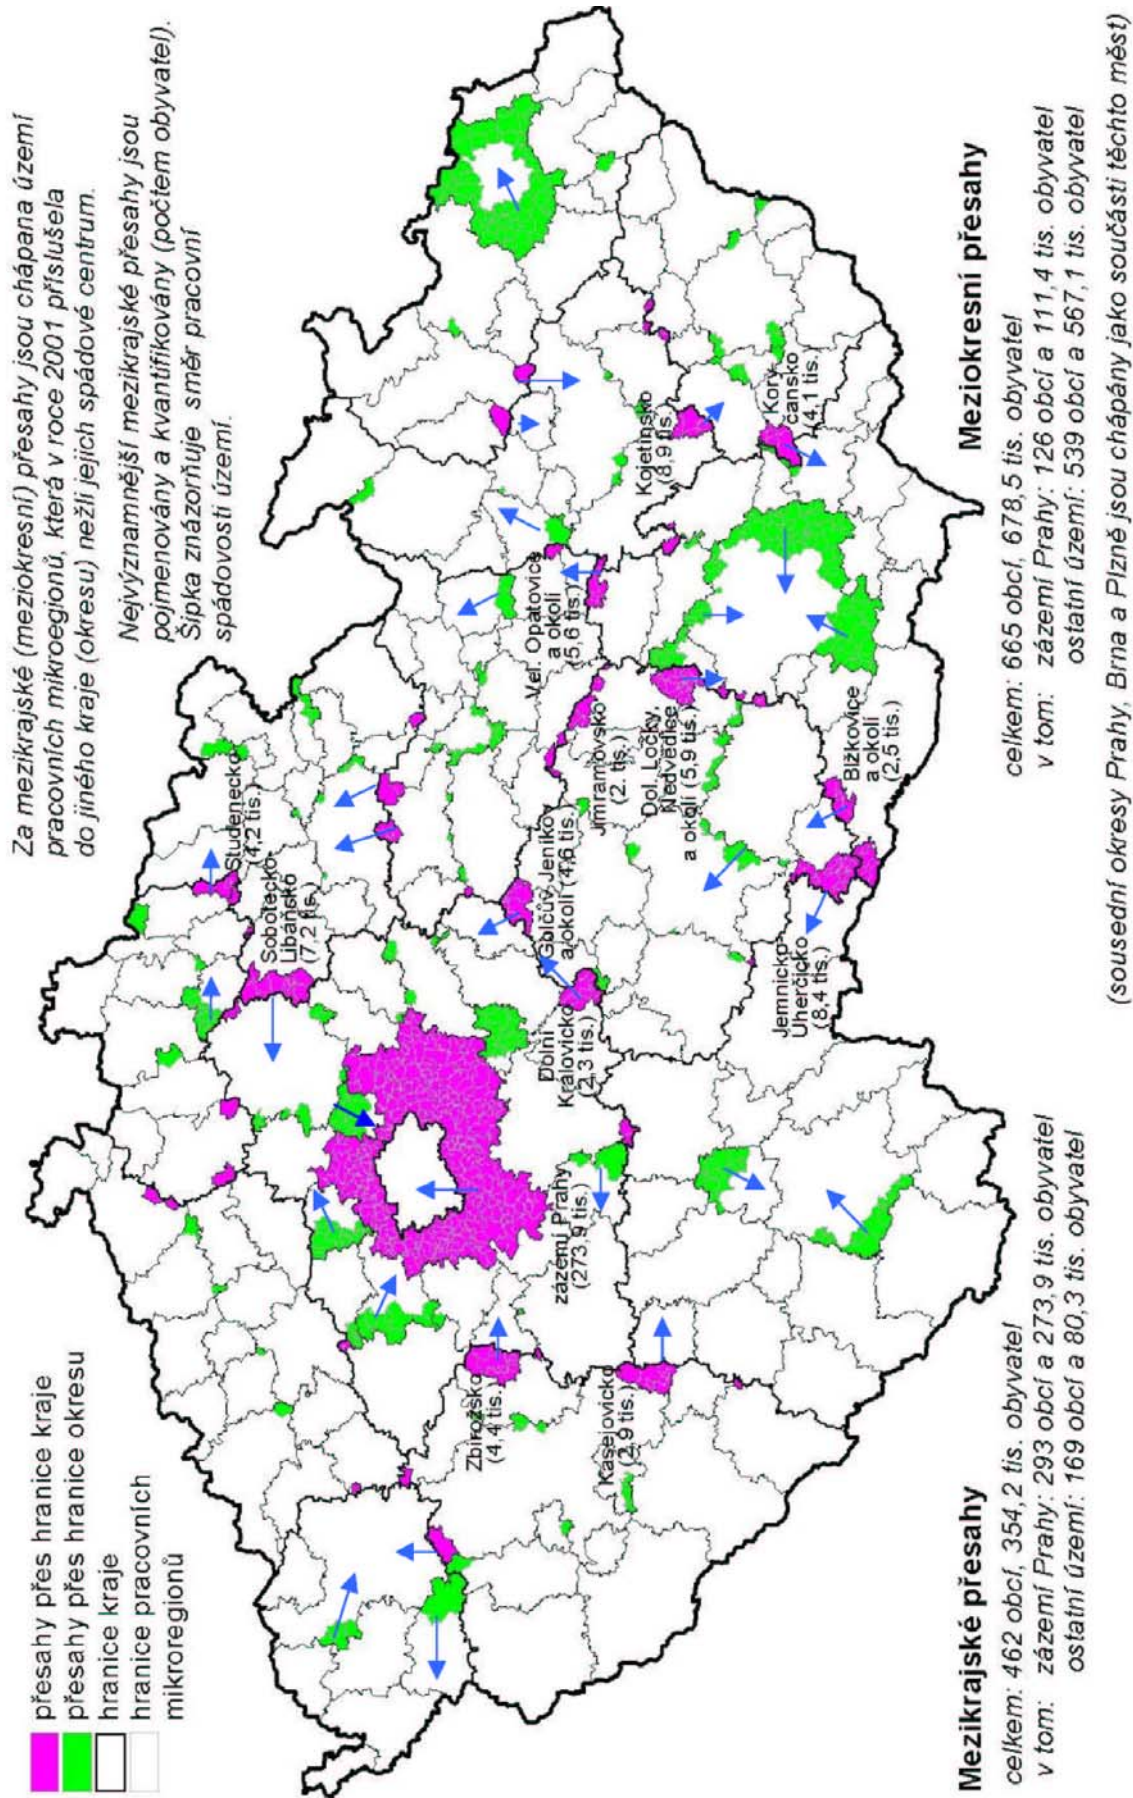 přesahy přes hranice kraje
přesahy přes hranice okresu
hranice kraje
hranice pracovních
mikroregionů
Za mezikrajské (meziokresní) přesahy jsou chápana území
pracovních mikroregionů, která v roce 2001 příslušela
do jiného kraje (okresu) nežli jejich spádové centrum.
Nejvýznamnější mezikrajské přesahy jsou
pojmenovány a kvantifikovány (počtem obyvatel).
Šipka znázorňuje směr pracovní
spádovosti území.
Studenecko
(4,2 tis.)
Sobotecko-
Libáňsko
(7,2 tis.)
Vel. Opatovice
a okolí
(5,6 tis.)
Kojetínsko
(8,9 tis.)
Kory-
čansko
(4,1 tis.)
Zbirožsko
(4,4 tis.)
zázemí Prahy
(273,9 tis.)
Dolní
Královicko
(2,3 tis.)
Golčův Jeníkov
a okolí (4,6 tis.)
Jimramovsko
(2. tis.)
Dol. Ločky,
Nedvědice
a okolí (5,9 tis.)
Kasejovicko
(2,9 tis.)
Jemnicko-
Uherčicko
(8,4 tis.)
Blžkovice
a okolí
(2,5 tis.)
Mezikrajské přesahy
celkem: 462 obcí, 354,2 tis. obyvatel
v tom: zázemí Prahy: 293 obcí a 273,9 tis. obyvatel
ostatní území: 169 obcí a 80,3 tis. obyvatel
Meziokresní přesahy
celkem: 665 obcí, 678,5 tis. obyvatel
v tom: zázemí Prahy: 126 obcí a 111,4 tis. obyvatel
ostatní území: 539 obcí a 567,1 tis. obyvatel
(sousední okresy Prahy, Brna a Plzně jsou chápány jako součásti těchto měst)